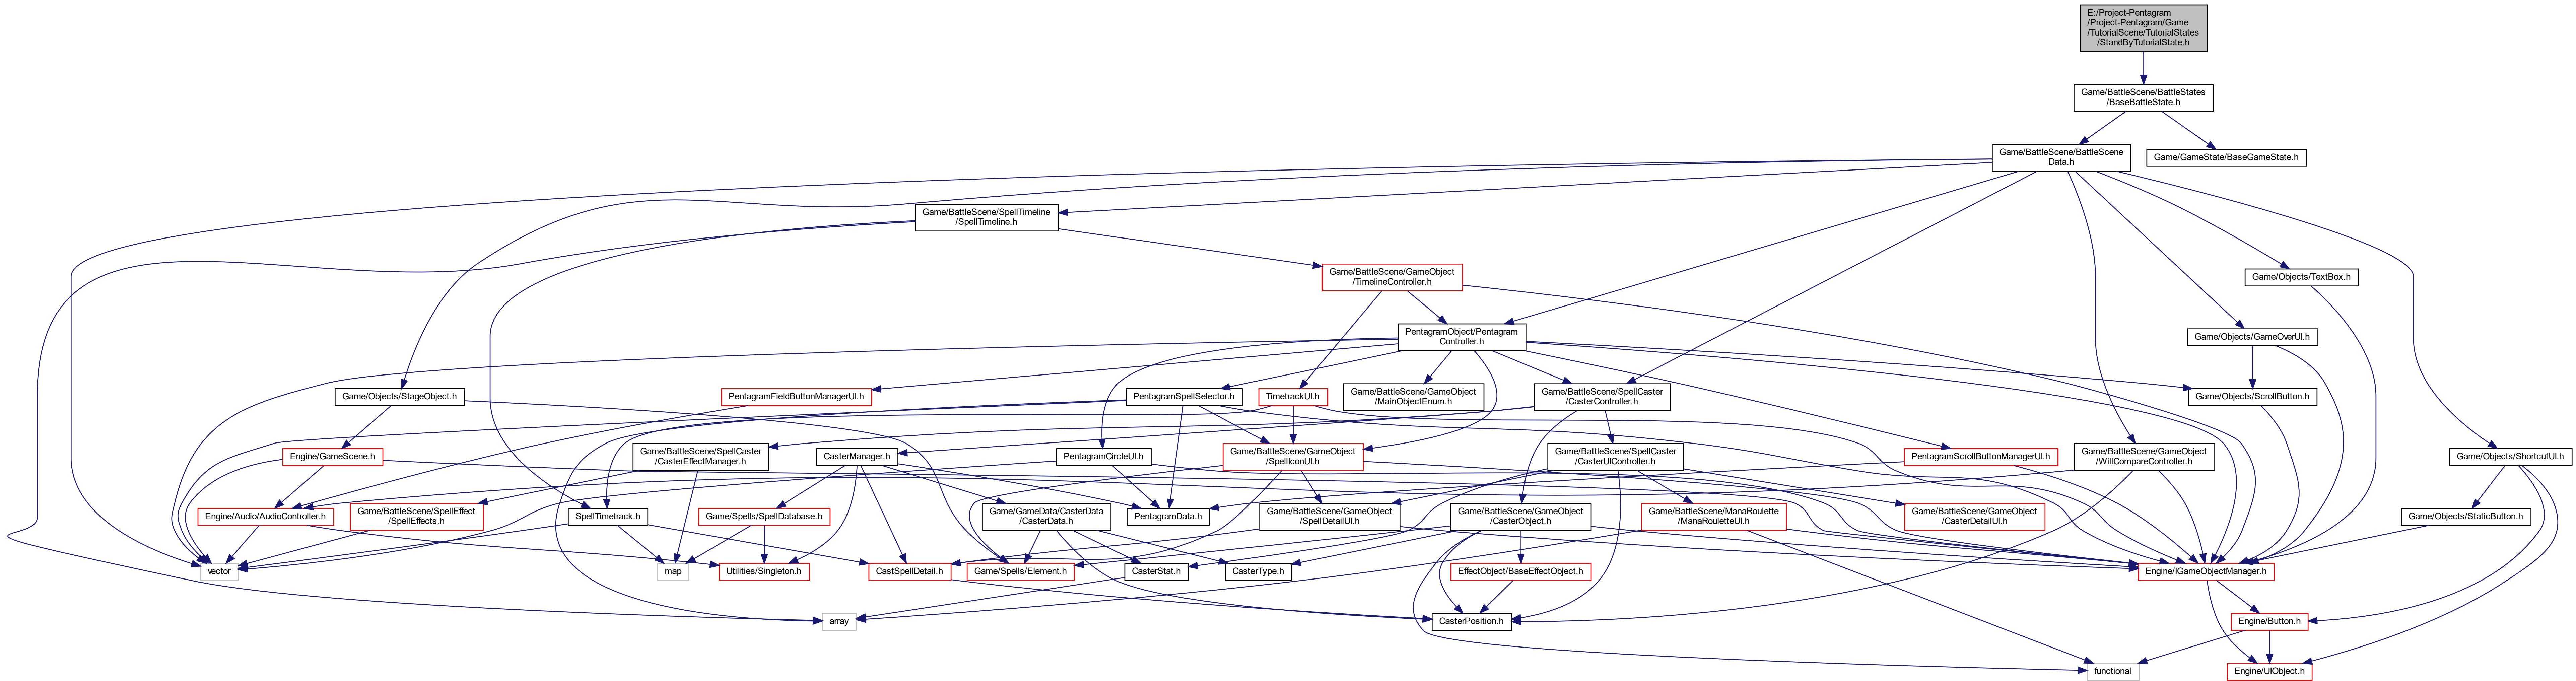 E:/Project-Pentagram
/Project-Pentagram/Game
/TutorialScene/TutorialStates
/StandByTutorialState.h
Game/BattleScene/BattleStates
/BaseBattleState.h
Game/BattleScene/BattleScene
Data.h
Game/GameState/BaseGameState.h
Game/BattleScene/SpellTimeline
/SpellTimeline.h
Game/BattleScene/GameObject
/TimelineController.h
Game/Objects/TextBox.h
PentagramObject/Pentagram
Controller.h
Game/Objects/GameOverUI.h
Game/Objects/StageObject.h
PentagramFieldButtonManagerUI.h
PentagramSpellSelector.h
TimetrackUI.h
Game/BattleScene/GameObject
/MainObjectEnum.h
Game/BattleScene/SpellCaster
/CasterController.h
Game/Objects/ScrollButton.h
Engine/GameScene.h
Game/BattleScene/SpellCaster
/CasterEffectManager.h
CasterManager.h
PentagramCircleUI.h
Game/BattleScene/GameObject
/SpellIconUI.h
Game/BattleScene/SpellCaster
/CasterUIController.h
PentagramScrollButtonManagerUI.h
Game/BattleScene/GameObject
/WillCompareController.h
Game/Objects/ShortcutUI.h
Engine/Audio/AudioController.h
Game/BattleScene/SpellEffect
/SpellEffects.h
SpellTimetrack.h
Game/Spells/SpellDatabase.h
Game/GameData/CasterData
/CasterData.h
PentagramData.h
Game/BattleScene/GameObject
/SpellDetailUI.h
Game/BattleScene/GameObject
/CasterObject.h
Game/BattleScene/ManaRoulette
/ManaRouletteUI.h
Game/BattleScene/GameObject
/CasterDetailUI.h
Game/Objects/StaticButton.h
vector
map
Utilities/Singleton.h
CastSpellDetail.h
Game/Spells/Element.h
CasterStat.h
CasterType.h
EffectObject/BaseEffectObject.h
Engine/IGameObjectManager.h
array
CasterPosition.h
Engine/Button.h
functional
Engine/UIObject.h